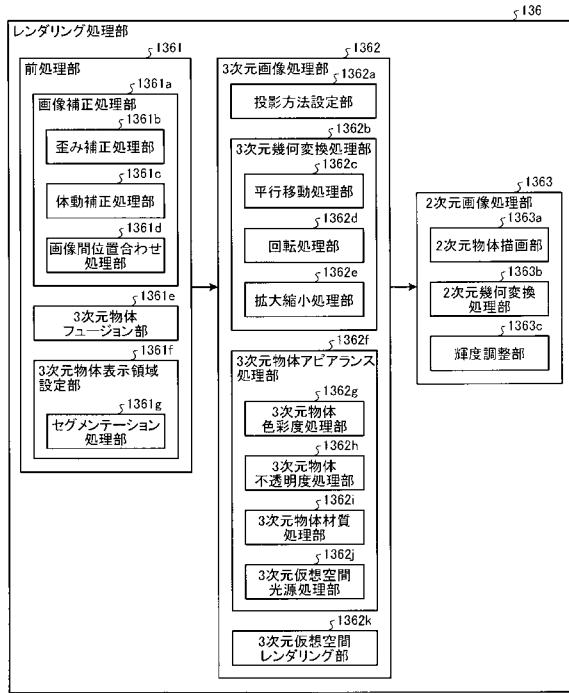 136
レンダリング処理部
1361
前処理部
1361a
画像補正処理部
1361b
歪み補正処理部
1361c
体動補正処理部
1361d
画像間位置合わせ
処理部
1361e
3次元物体
フュージョン部
1361f
3次元物体表示領域
設定部
1361g
セグメンテーション
処理部
1362
3次元画像処理部
1362a
投影方法設定部
1362b
3次元幾何変換処理部
1362c
平行移動処理部
1362d
回転処理部
1362e
拡大縮小処理部
1362f
3次元物体アピアランス
処理部
1362g
3次元物体
色彩度処理部
1362h
3次元物体
不透明度処理部
1362i
3次元物体材質
処理部
1362j
3次元仮想空間
光源処理部
1362k
3次元仮想空間
レンダリング部
1363
2次元画像処理部
1363a
2次元物体描画部
1363b
2次元幾何変換
処理部
1363c
輝度調整部